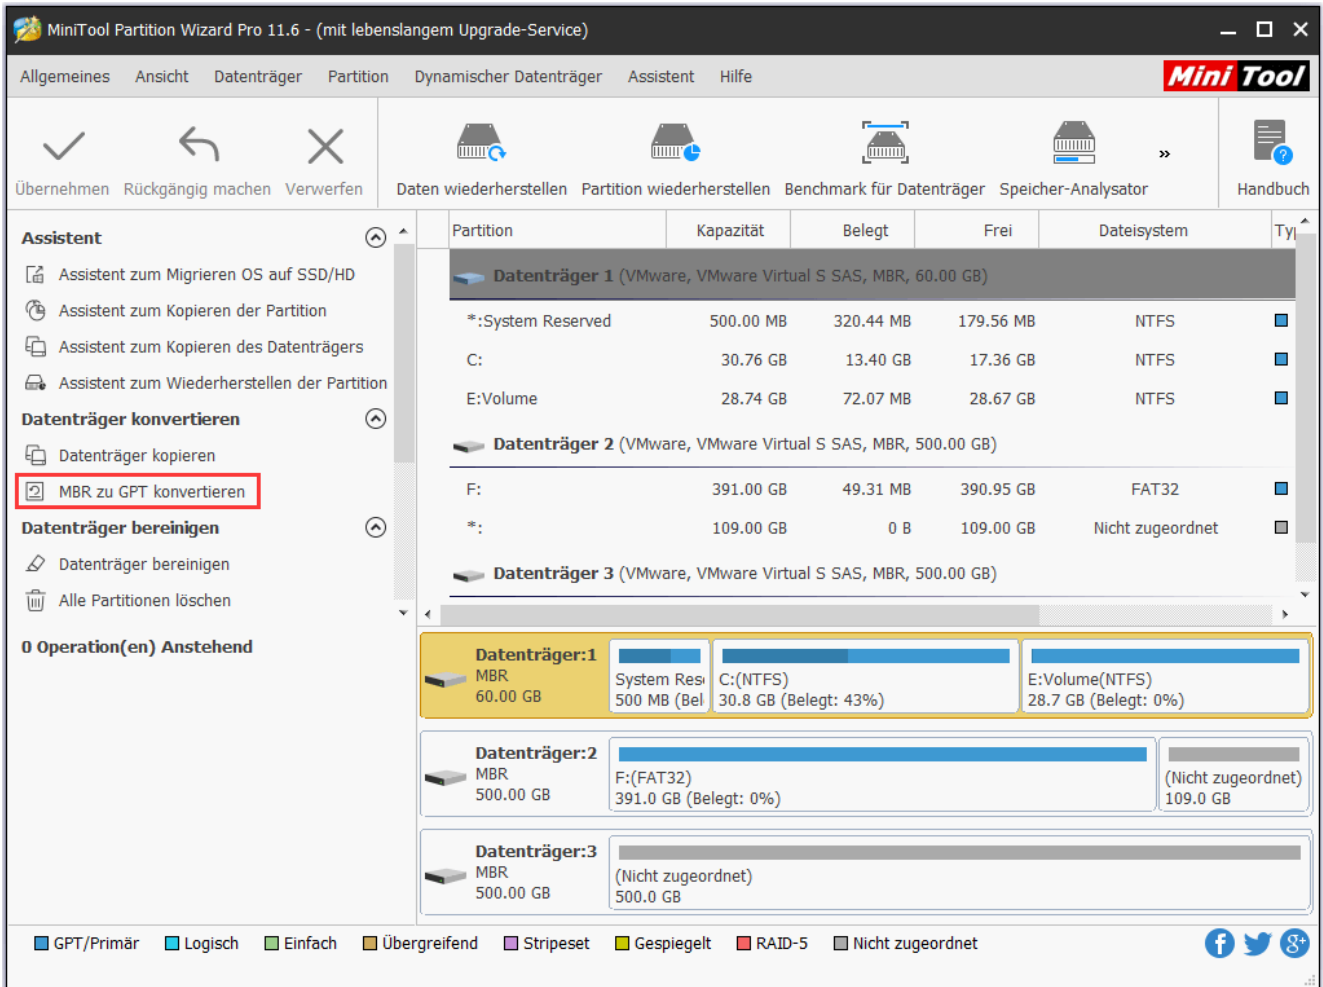 MiniTool Partition Wizard Pro 11.6 - (mit lebenslangem Upgrade-Service)
Allgemeines Ansicht Datenträger Partition Dynamischer Datenträger Assistent Hilfe
Mini Tool
Übernehmen Rückgängig machen Verwerfen Daten wiederherstellen Partition wiederherstellen Benchmark für Datenträger Speicher-Analysator » Handbuch
Assistent
Assistent zum Migrieren OS auf SSD/HD
Assistent zum Kopieren der Partition
Assistent zum Kopieren des Datenträgers
Assistent zum Wiederherstellen der Partition
Datenträger konvertieren
Datenträger kopieren
MBR zu GPT konvertieren
Datenträger bereinigen
Datenträger bereinigen
Alle Partitionen löschen
0 Operation(en) Anstehend
Partition Kapazität Belegt Frei Dateisystem
Datenträger 1 (VMware, VMware Virtual S SAS, MBR, 60.00 GB)
*:System Reserved 500.00 MB 320.44 MB 179.56 MB NTFS
C: 30.76 GB 13.40 GB 17.36 GB NTFS
E:Volume 28.74 GB 72.07 MB 28.67 GB NTFS
Datenträger 2 (VMware, VMware Virtual S SAS, MBR, 500.00 GB)
F: 391.00 GB 49.31 MB 390.95 GB FAT32
*: 109.00 GB 0 B 109.00 GB Nicht zugeordnet
Datenträger 3 (VMware, VMware Virtual S SAS, MBR, 500.00 GB)
Datenträger:1
MBR
60.00 GB
System Res
500 MB (Bel
C:(NTFS)
30.8 GB (Belegt: 43%)
E:Volume(NTFS)
28.7 GB (Belegt: 0%)
Datenträger:2
MBR
500.00 GB
F:(FAT32)
391.0 GB (Belegt: 0%)
(Nicht zugeordnet)
109.0 GB
Datenträger:3
MBR
500.00 GB
(Nicht zugeordnet)
500.0 GB
GPT/Primär Logisch Einfach Übergreifend Stripeset Gespiegelt RAID-5 Nicht zugeordnet